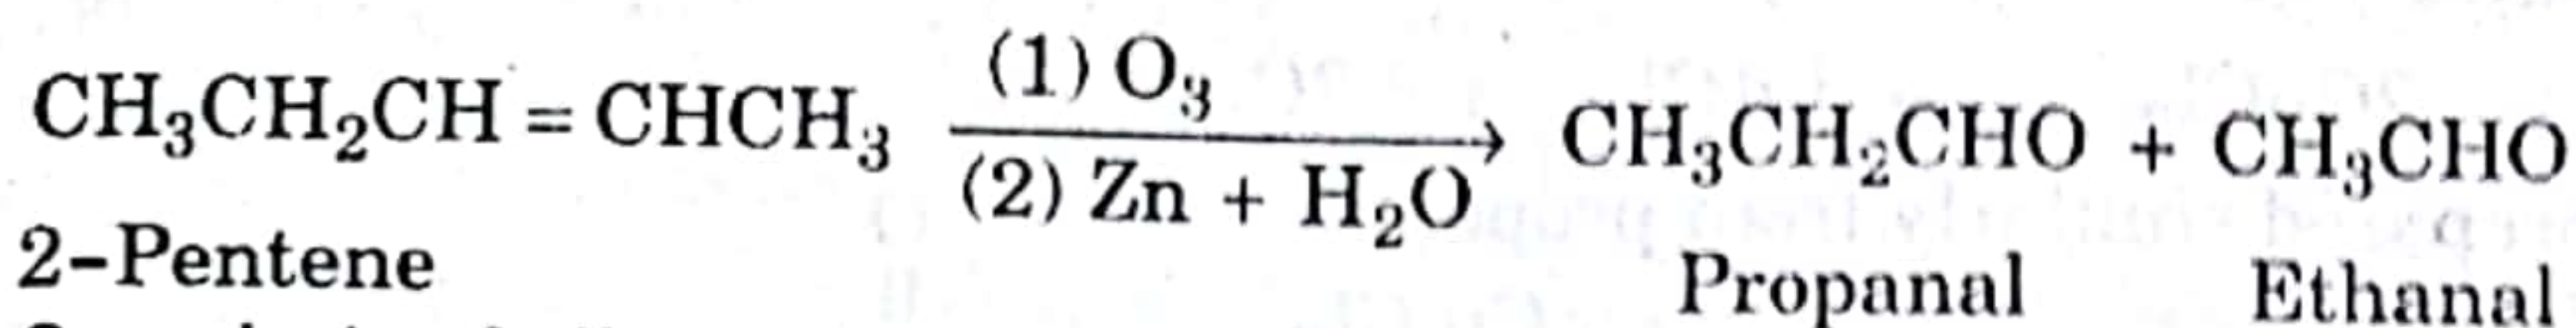 (1) O₃
CH₃CH₂CH = CHCH₃ ⟶ CH₃CH₂CHO + CH₃CHO
(2) Zn + H₂O
2-Pentene Propanal Ethanal